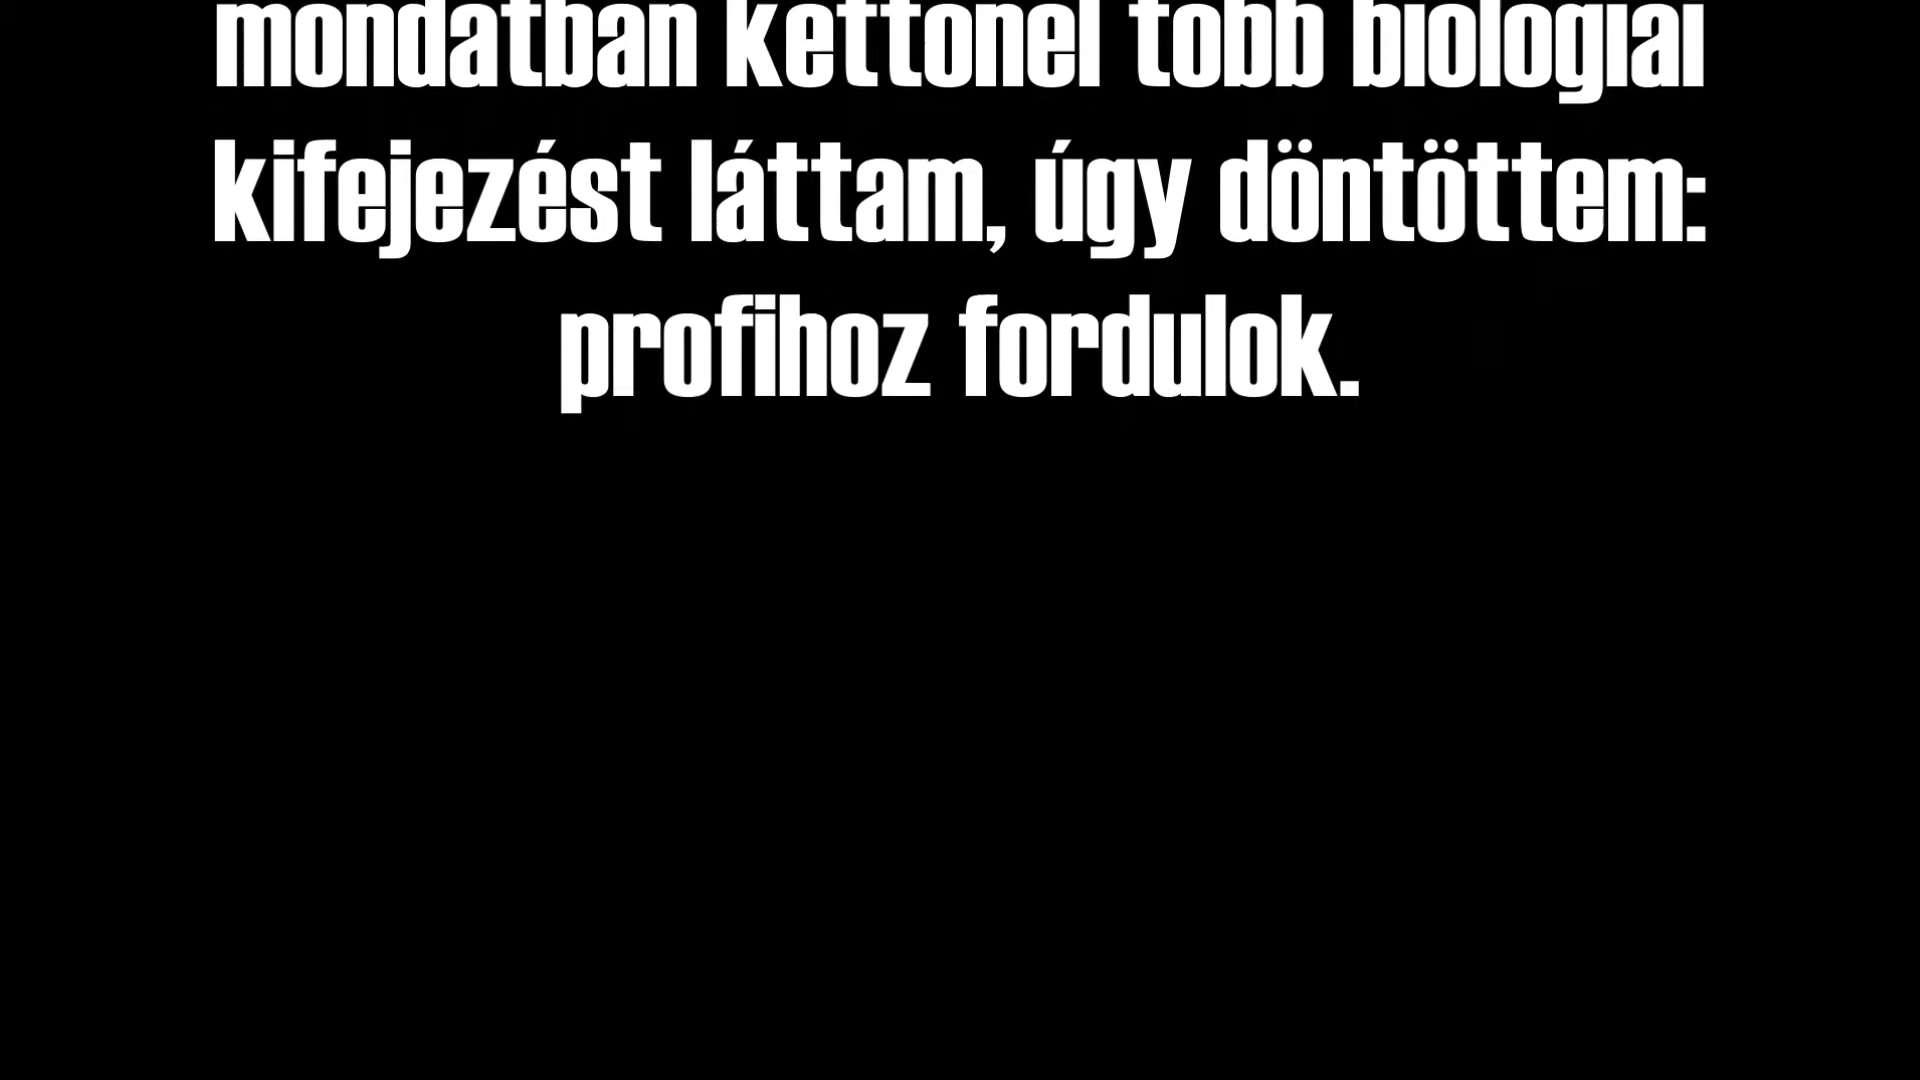 mondatban kettőnél több biológiai
kifejezést láttam, úgy döntöttem:
profihoz fordulok.